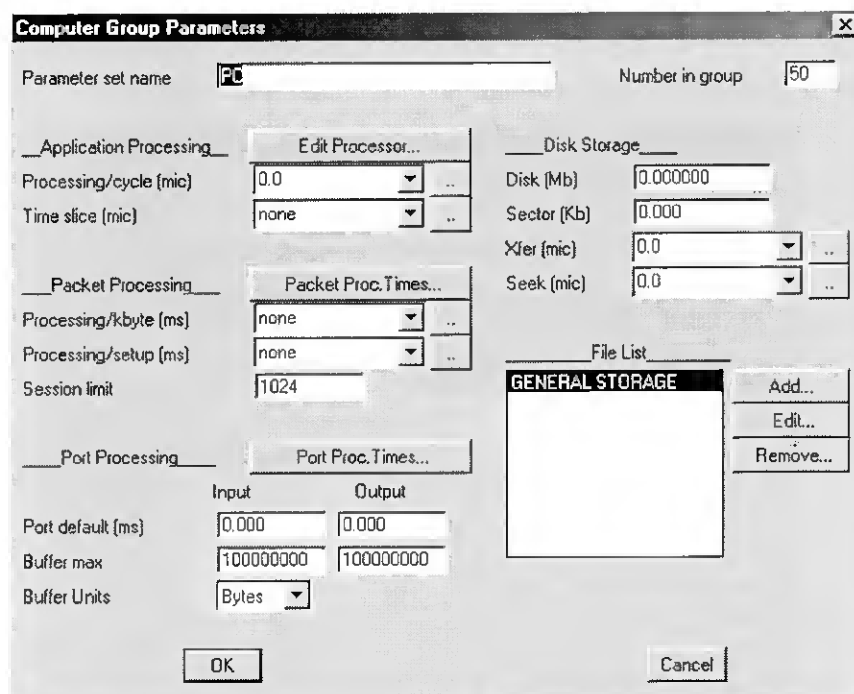 Computer Group Parameters
Parameter set name PC Number in group 50
__Application Processing__ Edit Processor...
Processing/cycle (mic) 0.0 ..
Time slice (mic) none ..
____Packet Processing____ Packet Proc.Times...
Processing/kbyte (ms) none ..
Processing/setup (ms) none ..
Session limit 1024
____Port Processing____ Port Proc.Times...
Input Output
Port default (ms) 0.000 0.000
Buffer max 100000000 100000000
Buffer Units Bytes
____Disk Storage____
Disk (Mb) 0.000000
Sector (Kb) 0.000
Xfer (mic) 0.0 ..
Seek (mic) 0.0 ..
_________File List_________
GENERAL STORAGE
Add...
Edit...
Remove...
OK Cancel